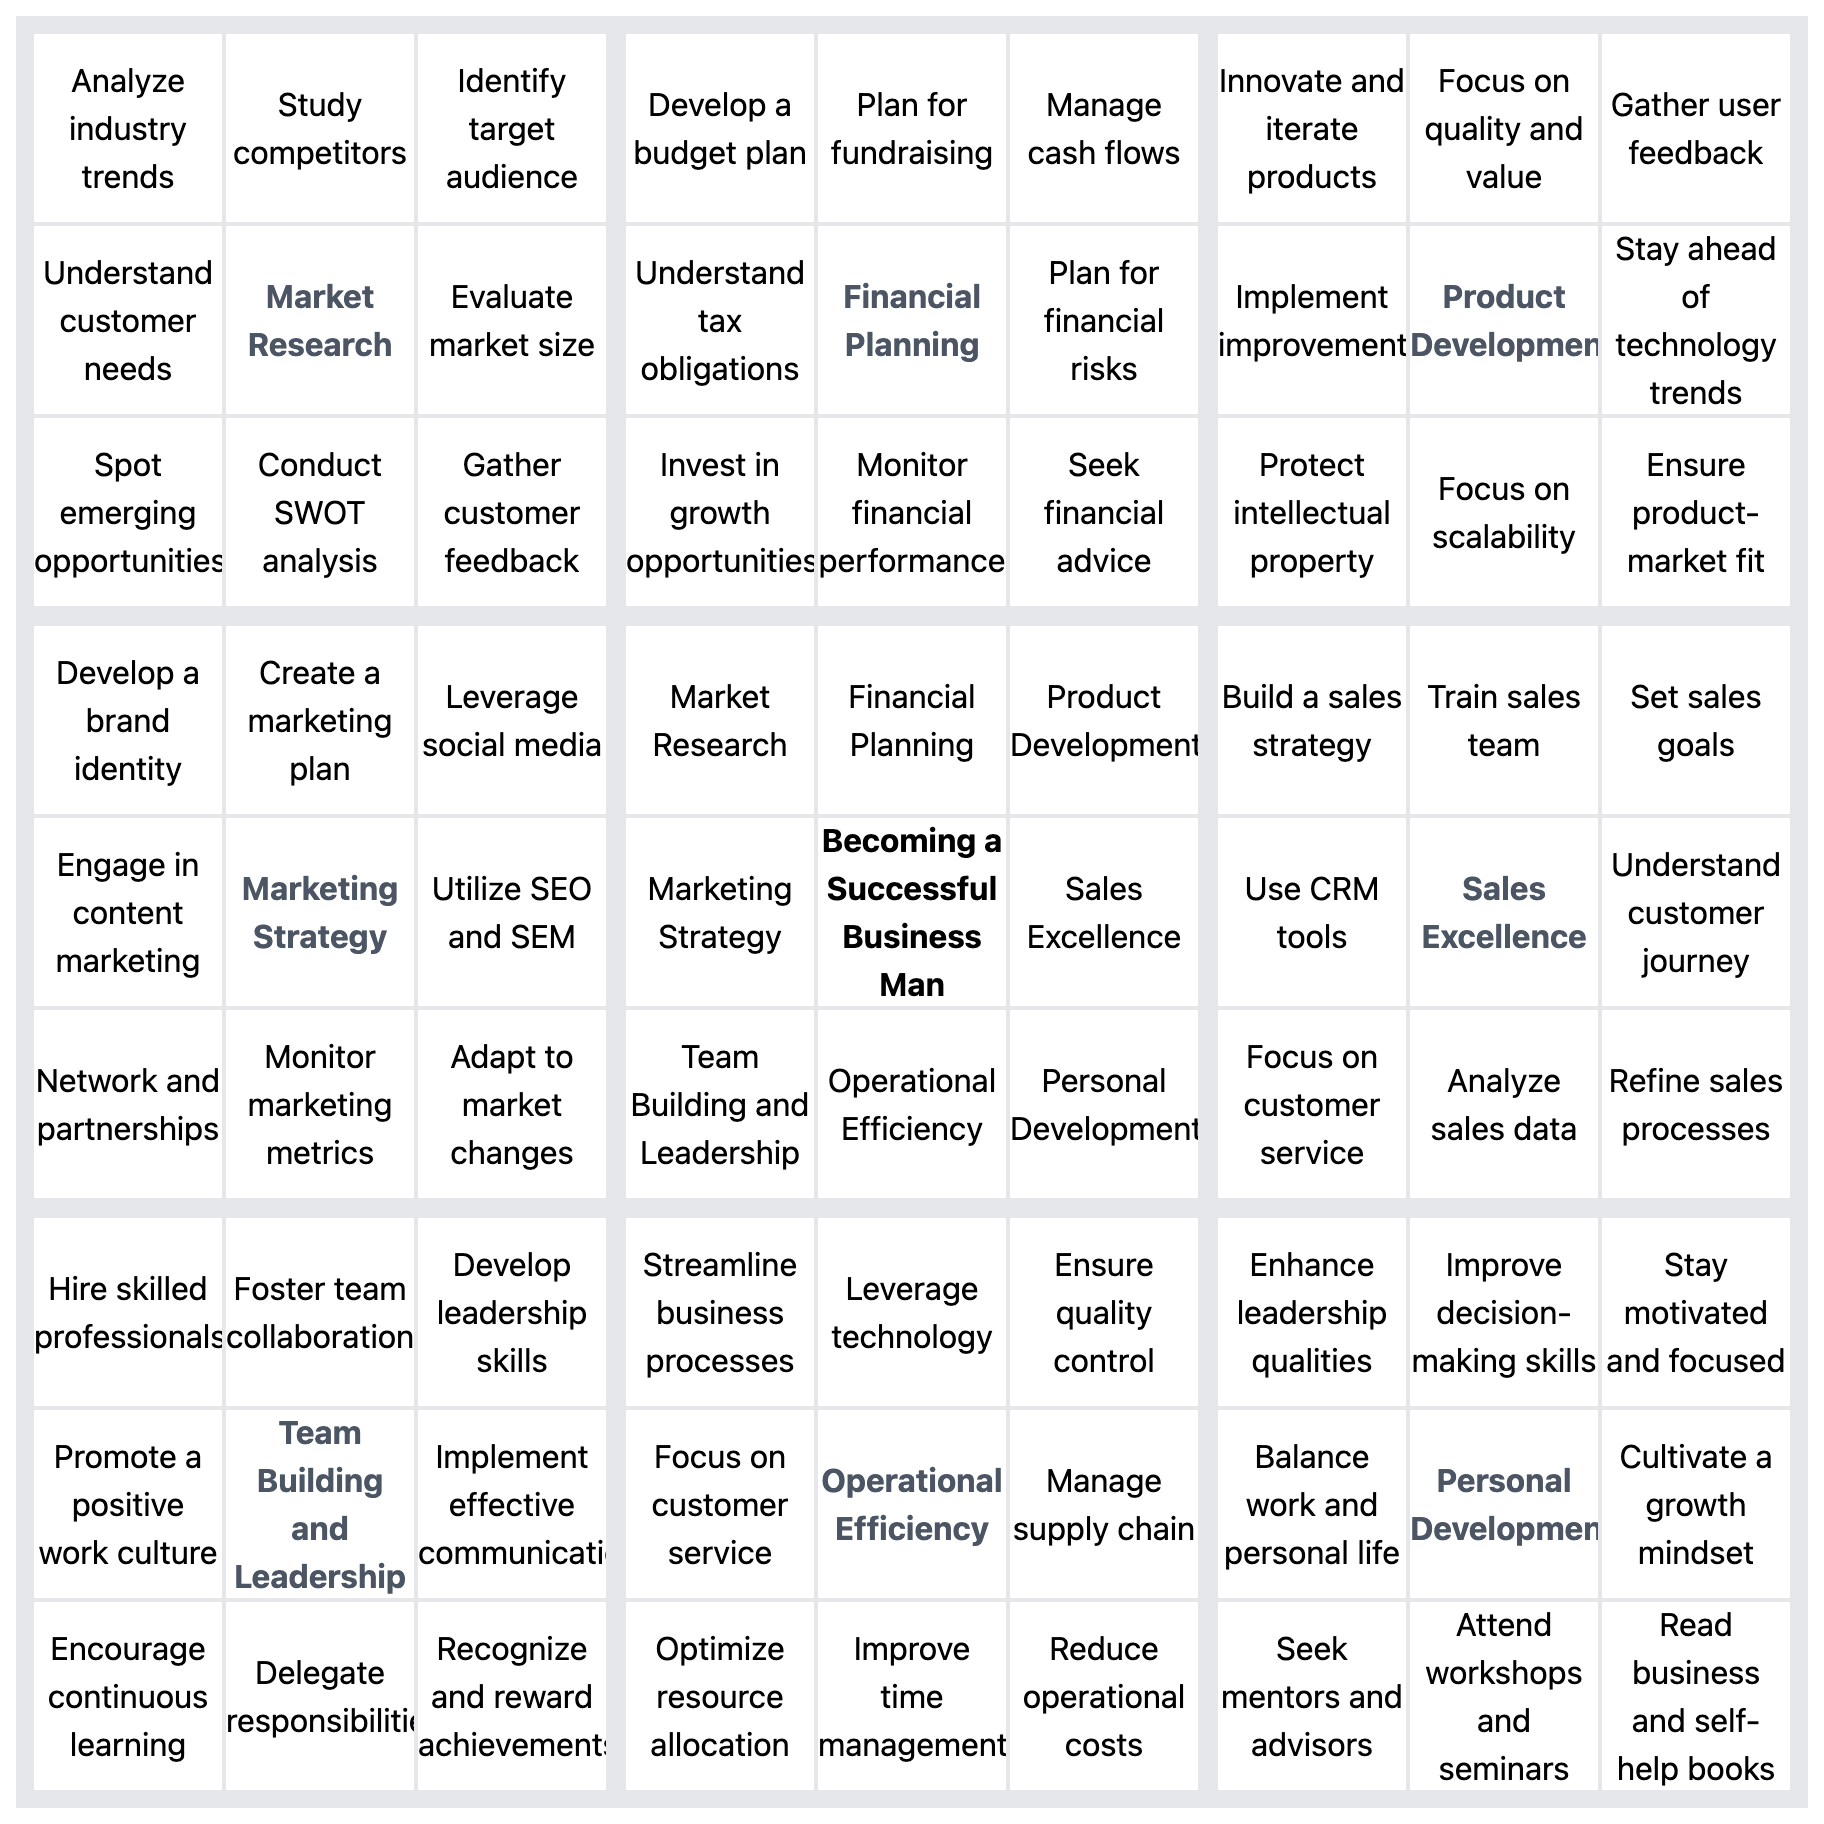 Analyze
industry
trends
Study
competitors
Identify
target
audience
Understand
customer
needs
Market
Research
Evaluate
market size
Spot
emerging
opportunities
Conduct
SWOT
analysis
Gather
customer
feedback
Develop a
budget plan
Plan for
fundraising
Manage
cash flows
Understand
tax
obligations
Financial
Planning
Plan for
financial
risks
Invest in
growth
opportunities
Monitor
financial
performance
Seek
financial
advice
Innovate and
iterate
products
Focus on
quality and
value
Gather user
feedback
Implement
improvement
Product
Developmen
Stay ahead
of
technology
trends
Protect
intellectual
property
Focus on
scalability
Ensure
product-
market fit
Develop a
brand
identity
Create a
marketing
plan
Leverage
social media
Engage in
content
marketing
Marketing
Strategy
Utilize SEO
and SEM
Network and
partnerships
Monitor
marketing
metrics
Adapt to
market
changes
Market
Research
Financial
Planning
Product
Development
Marketing
Strategy
Becoming a
Successful
Business
Man
Sales
Excellence
Team
Building and
Leadership
Operational
Efficiency
Personal
Development
Build a sales
strategy
Train sales
team
Set sales
goals
Use CRM
tools
Sales
Excellence
Understand
customer
journey
Focus on
customer
service
Analyze
sales data
Refine sales
processes
Hire skilled
professionals
Foster team
collaboration
Develop
leadership
skills
Promote a
positive
work culture
Team
Building
and
Leadership
Implement
effective
communicati
Encourage
continuous
learning
Delegate
responsibilitie
Recognize
and reward
achievements
Streamline
business
processes
Leverage
technology
Ensure
quality
control
Focus on
customer
service
Operational
Efficiency
Manage
supply chain
Optimize
resource
allocation
Improve
time
management
Reduce
operational
costs
Enhance
leadership
qualities
Improve
decision-
making skills
Stay
motivated
and focused
Balance
work and
personal life
Personal
Developmen
Cultivate a
growth
mindset
Seek
mentors and
advisors
Attend
workshops
and
seminars
Read
business
and self-
help books